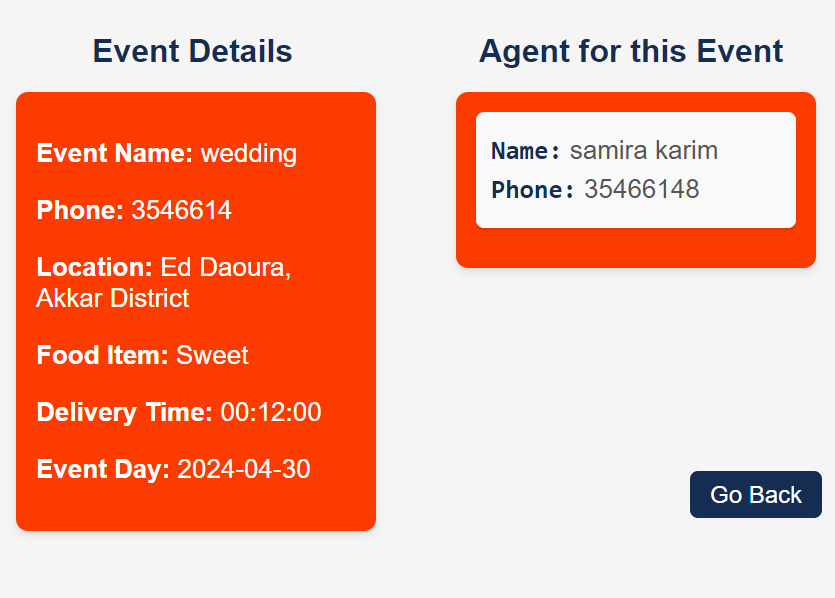 Event Details
Event Name: wedding
Phone: 3546614
Location: Ed Daoura,
Akkar District
Food Item: Sweet
Delivery Time: 00:12:00
Event Day: 2024-04-30
Agent for this Event
Name: samira karim
Phone: 35466148
Go Back